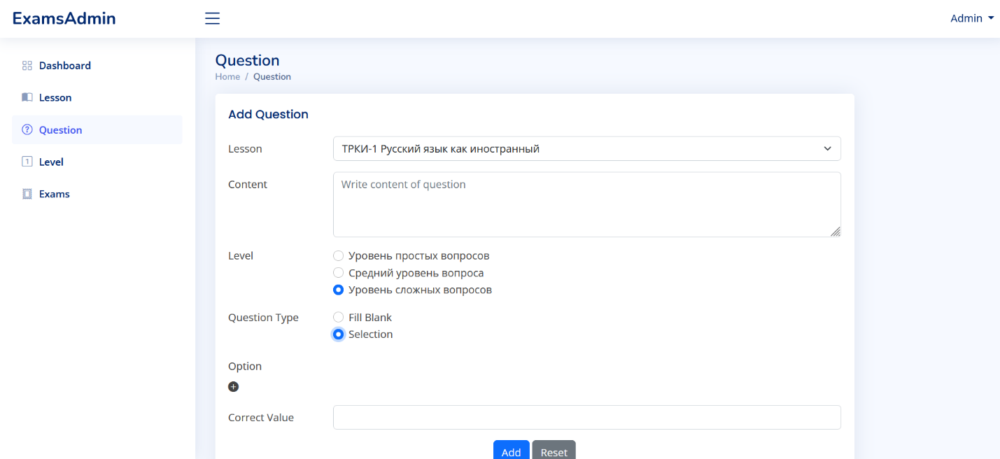 ExamsAdmin
Admin
Dashboard
Lesson
Question
Level
Exams
Question
Home / Question
Add Question
Lesson ТРКИ-1 Русский язык как иностранный
Content Write content of question
Level Уровень простых вопросов
Средний уровень вопроса
Уровень сложных вопросов
Question Type Fill Blank
Selection
Option
Correct Value
Add Reset